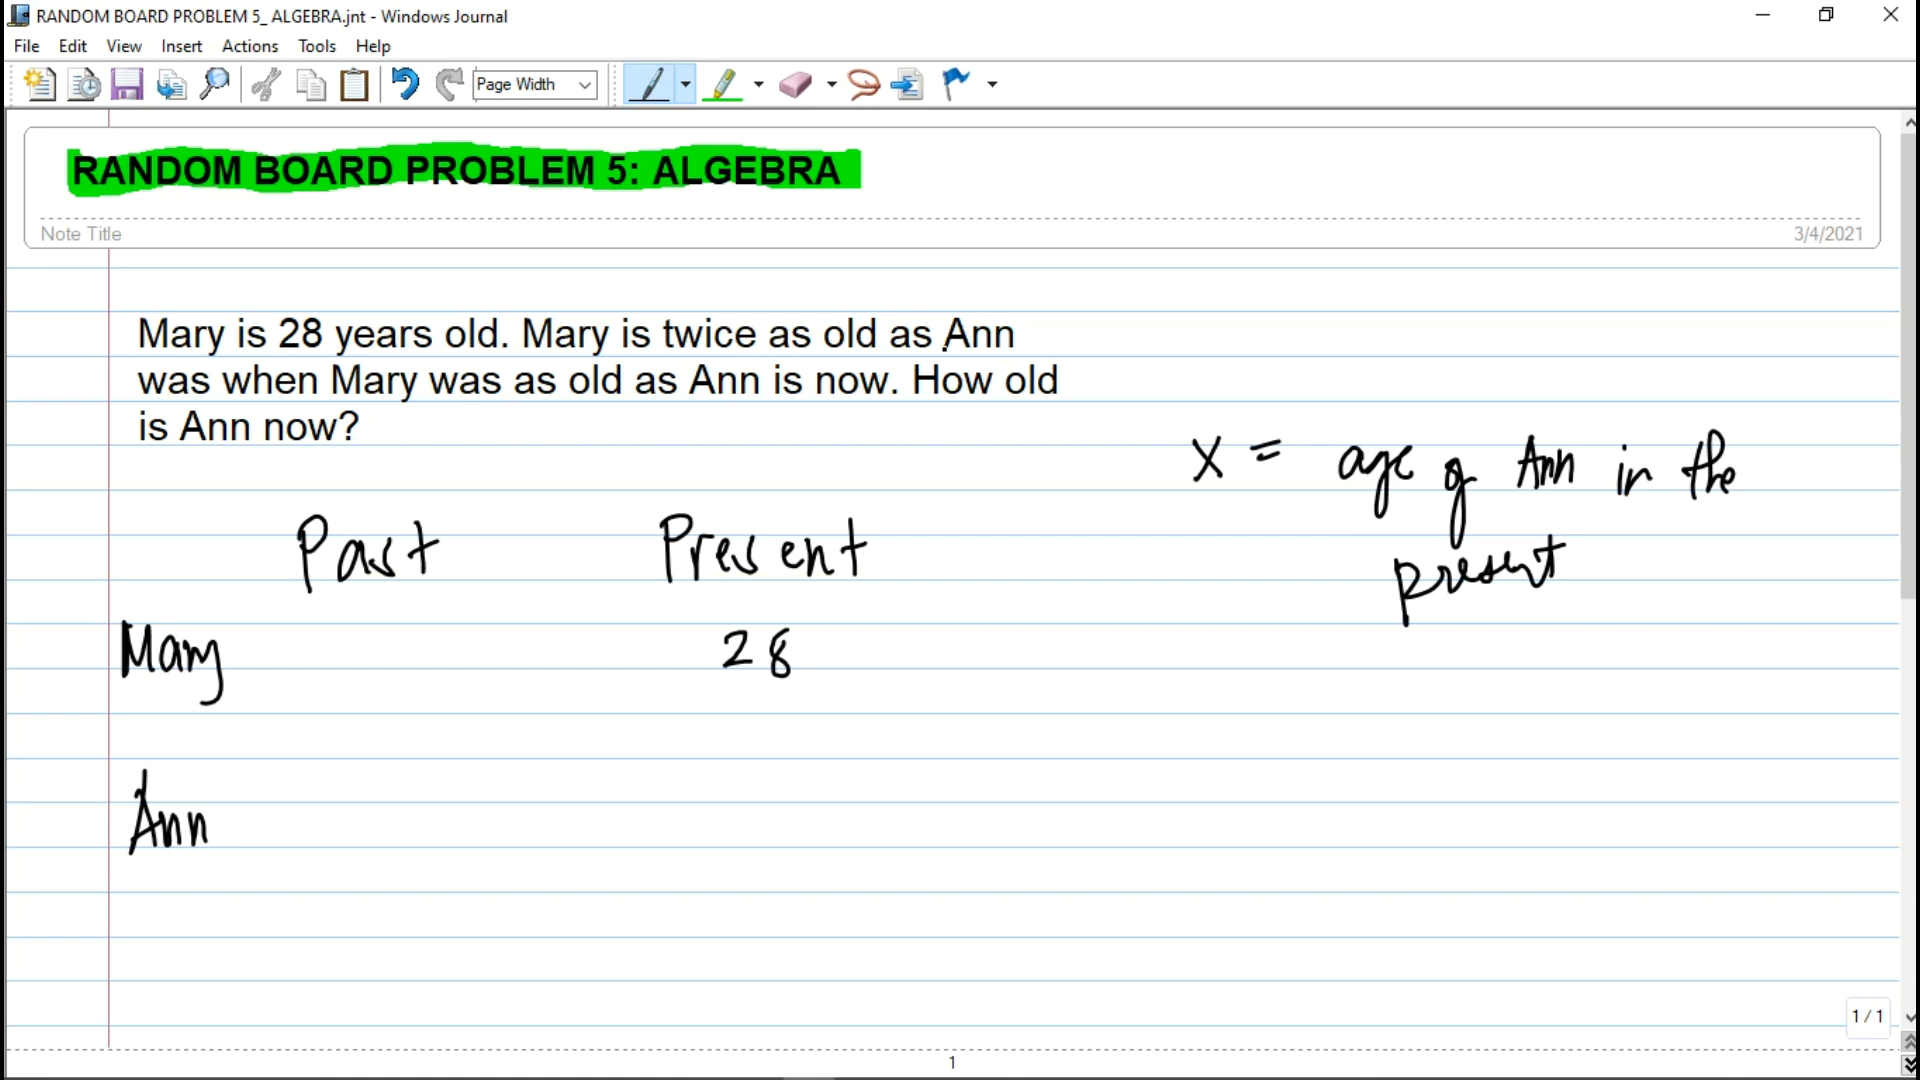 RANDOM BOARD PROBLEM 5_ ALGEBRA.jnt - Windows Journal
File Edit View Insert Actions Tools Help
Page Width
RANDOM BOARD PROBLEM 5: ALGEBRA
Note Title 3/4/2021
Mary is 28 years old. Mary is twice as old as Ann
was when Mary was as old as Ann is now. How old
is Ann now?
x = age of Ann in the
present
Past Present
Mary 28
Ann
1 / 1
1